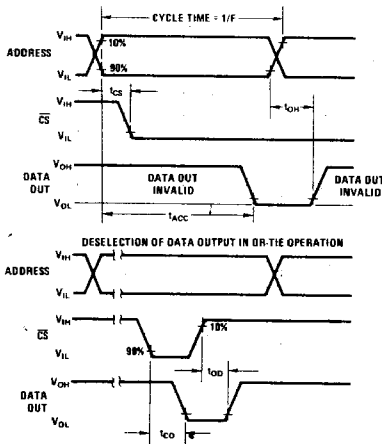 CYCLE TIME = 1/F
ADDRESS
VIH
10%
90%
VIL
tCS
tOH
CS
VIH
VIL
DATA OUT
VOH
DATA OUT INVALID
DATA OUT INVALID
VOL
tACC
DESELECTION OF DATA OUTPUT IN OR-TIE OPERATION
ADDRESS
VIH
VIL
CS
VIH
10%
90%
VIL
tOD
DATA OUT
VOH
VOL
tCO